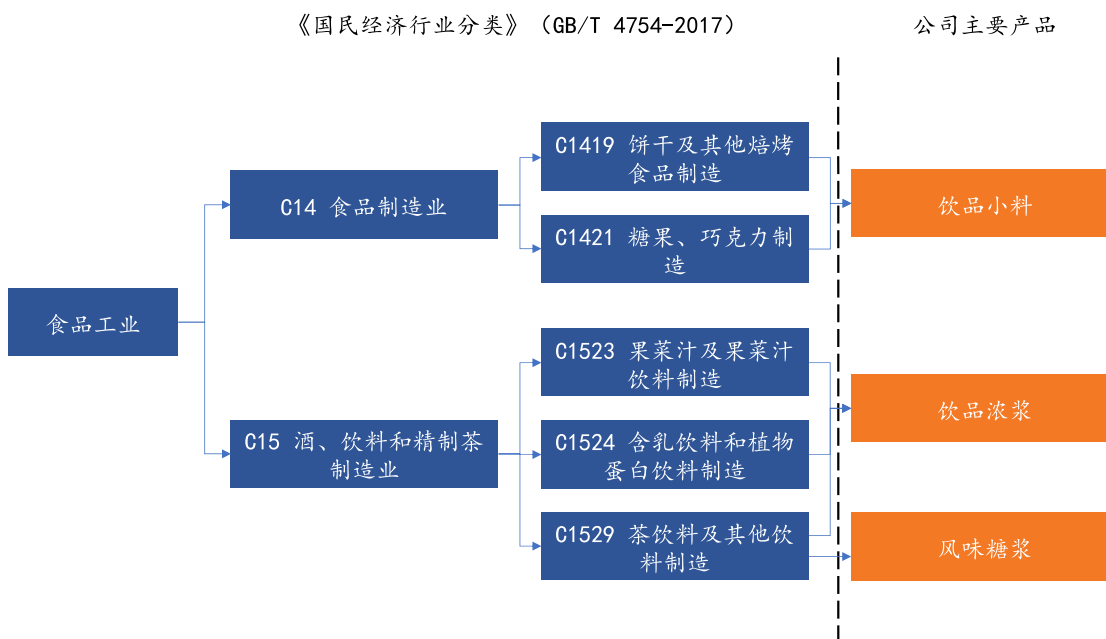 《国民经济行业分类》（GB/T 4754-2017）
公司主要产品
C1419 饼干及其他焙烤
食品制造
C14 食品制造业
饮品小料
C1421 糖果、巧克力制
造
食品工业
C1523 果菜汁及果菜汁
饮料制造
饮品浓浆
C15 酒、饮料和精制茶
制造业
C1524 含乳饮料和植物
蛋白饮料制造
C1529 茶饮料及其他饮
料制造
风味糖浆